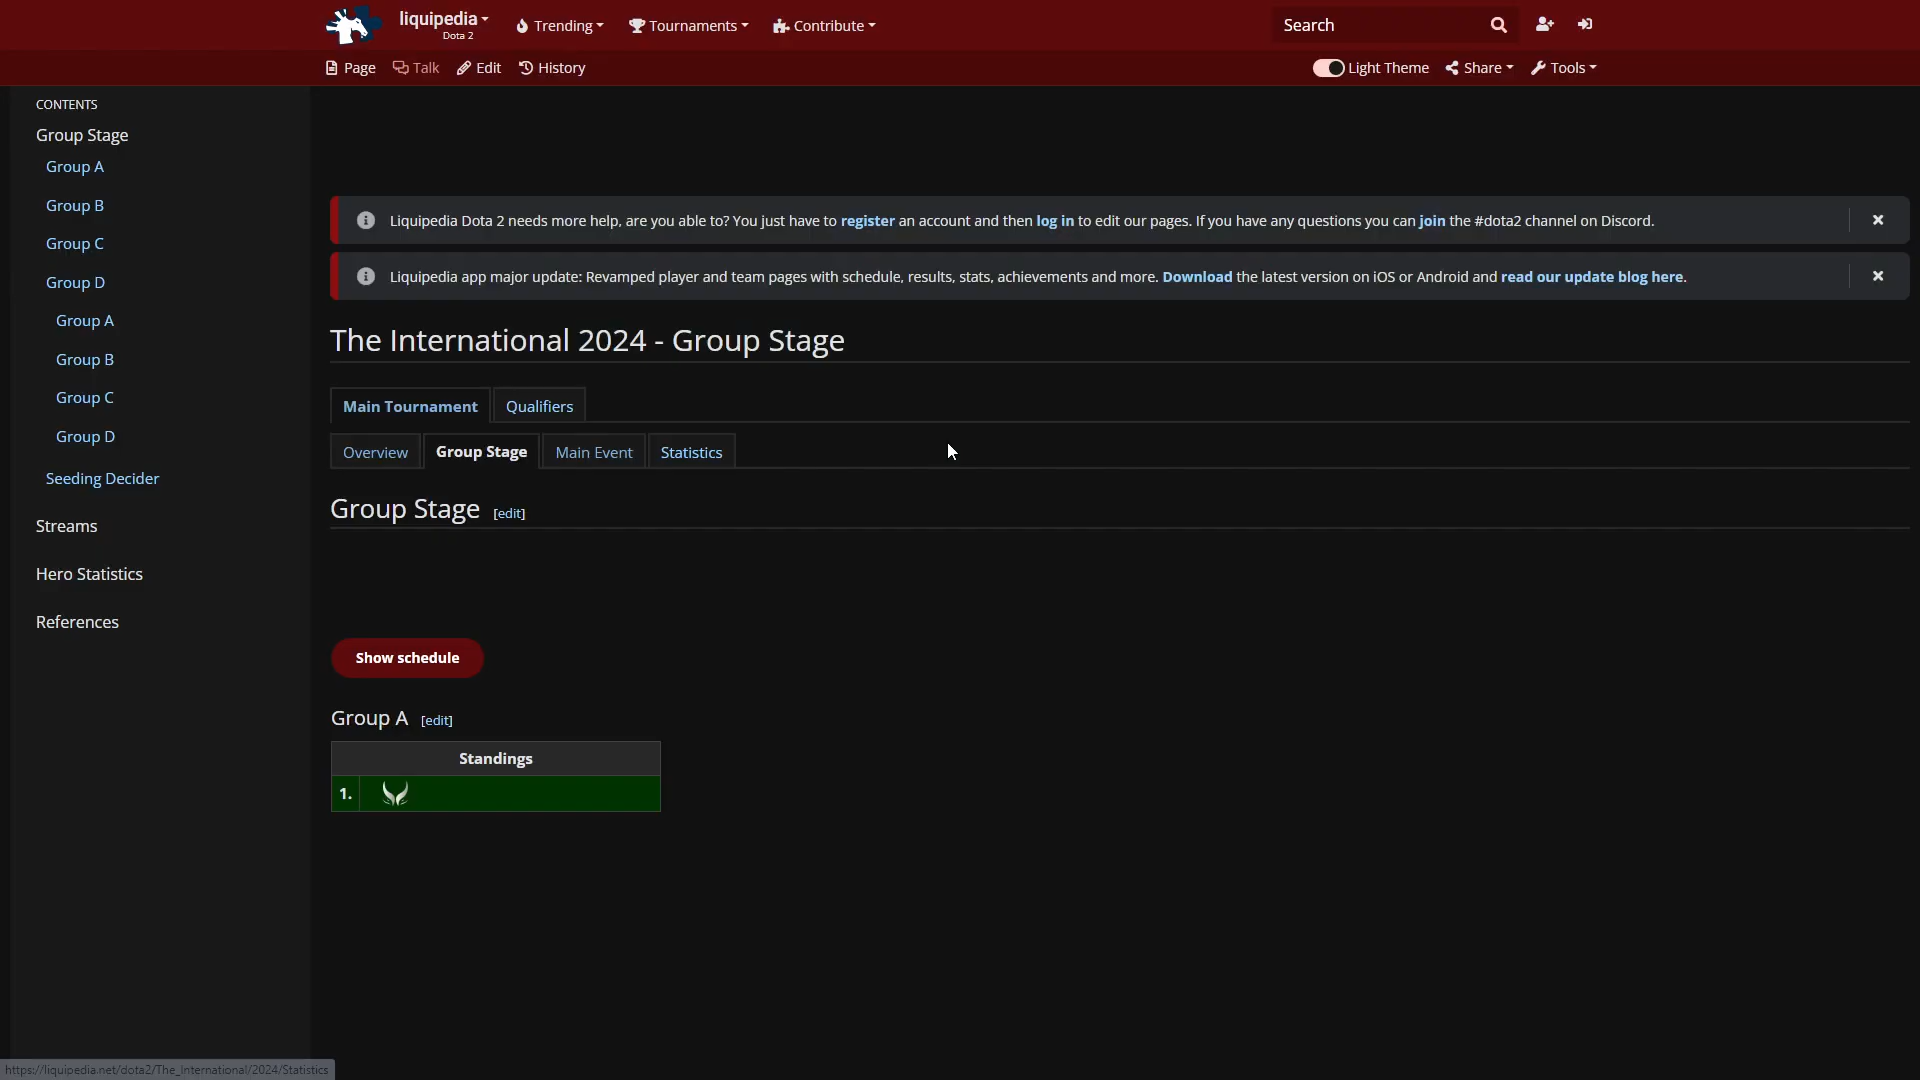 liquipedia
Dota 2
Trending
Tournaments
Contribute
Search
Page
Talk
Edit
History
Light Theme
Share
Tools
CONTENTS
Group Stage
Group A
Group B
Group C
Group D
Group A
Group B
Group C
Group D
Seeding Decider
Streams
Hero Statistics
References
Liquipedia Dota 2 needs more help, are you able to? You just have to register an account and then log in to edit our pages. If you have any questions you can join the #dota2 channel on Discord.
Liquipedia app major update: Revamped player and team pages with schedule, results, stats, achievements and more. Download the latest version on iOS or Android and read our update blog here.
The International 2024 - Group Stage
Main Tournament
Qualifiers
Overview
Group Stage
Main Event
Statistics
Group Stage [edit]
Show schedule
Group A [edit]
Standings
1.
https://liquipedia.net/dota2/The_International/2024/Statistics